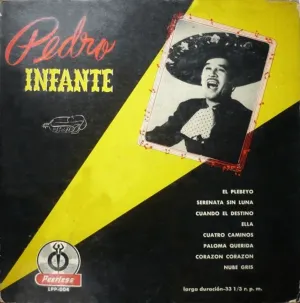 Pedro
INFANTE
EL PLEBEYO
SERENATA SIN LUNA
CUANDO EL DESTINO
ELLA
CUATRO CAMINOS
PALOMA QUERIDA
CORAZON CORAZON
NUBE GRIS
Peerless
larga duración-33 1/3 r. p. m.